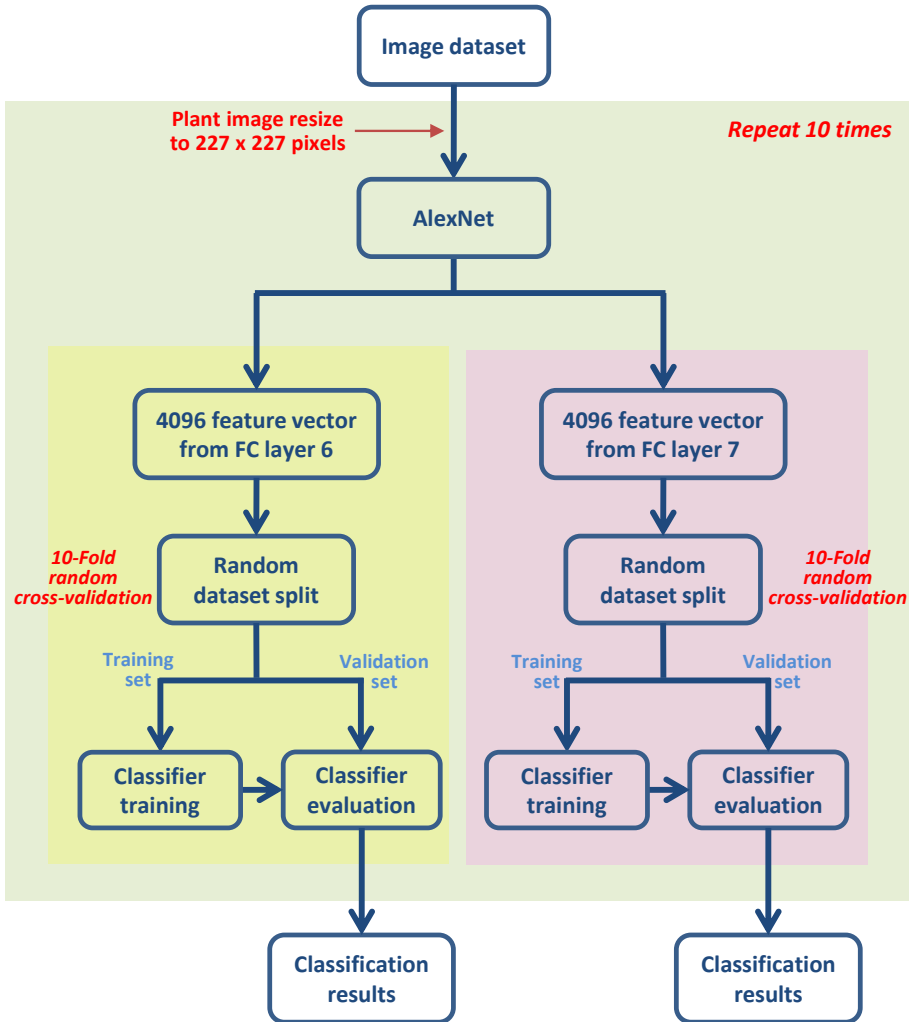 Image dataset
Plant image resize
to 227 x 227 pixels
Repeat 10 times
AlexNet
4096 feature vector
from FC layer 6
10-Fold
random
cross-validation
Random
dataset split
Training
set
Validation
set
Classifier
training
Classifier
evaluation
Classification
results
4096 feature vector
from FC layer 7
Random
dataset split
10-Fold
random
cross-validation
Training
set
Validation
set
Classifier
training
Classifier
evaluation
Classification
results